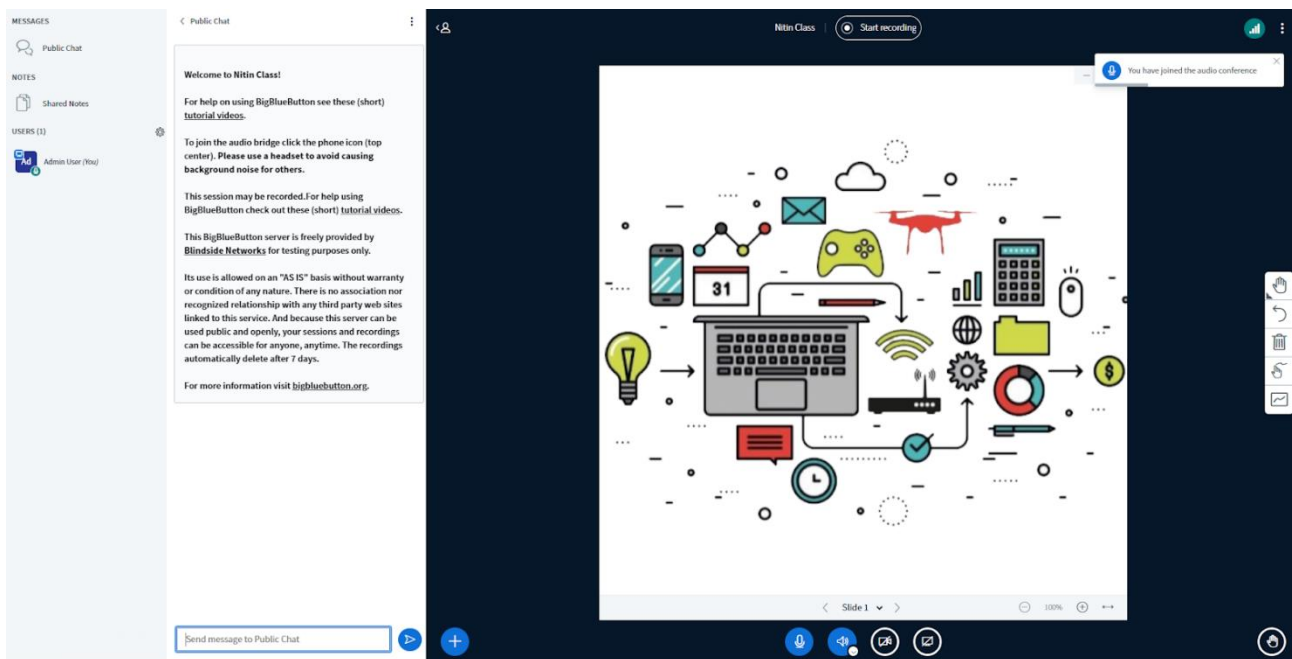 MESSAGES
Public Chat
NOTES
Shared Notes
USERS (1)
Ad
Admin User (You)
Public Chat
Welcome to Nitin Class!
For help on using BigBlueButton see these (short)
tutorial videos.
To join the audio bridge click the phone icon (top
center). Please use a headset to avoid causing
background noise for others.
This session may be recorded.For help using
BigBlueButton check out these (short) tutorial videos.
This BigBlueButton server is freely provided by
Blindside Networks for testing purposes only.
Its use is allowed on an "AS IS" basis without warranty
or condition of any nature. There is no association nor
recognized relationship with any third party web sites
linked to this service. And because this server can be
used public and openly, your sessions and recordings
can be accessible for anyone, anytime. The recordings
automatically delete after 7 days.
For more information visit bigbluebutton.org.
Send message to Public Chat
Nitin Class
Start recording
You have joined the audio conference
31
$
Slide 1
100%